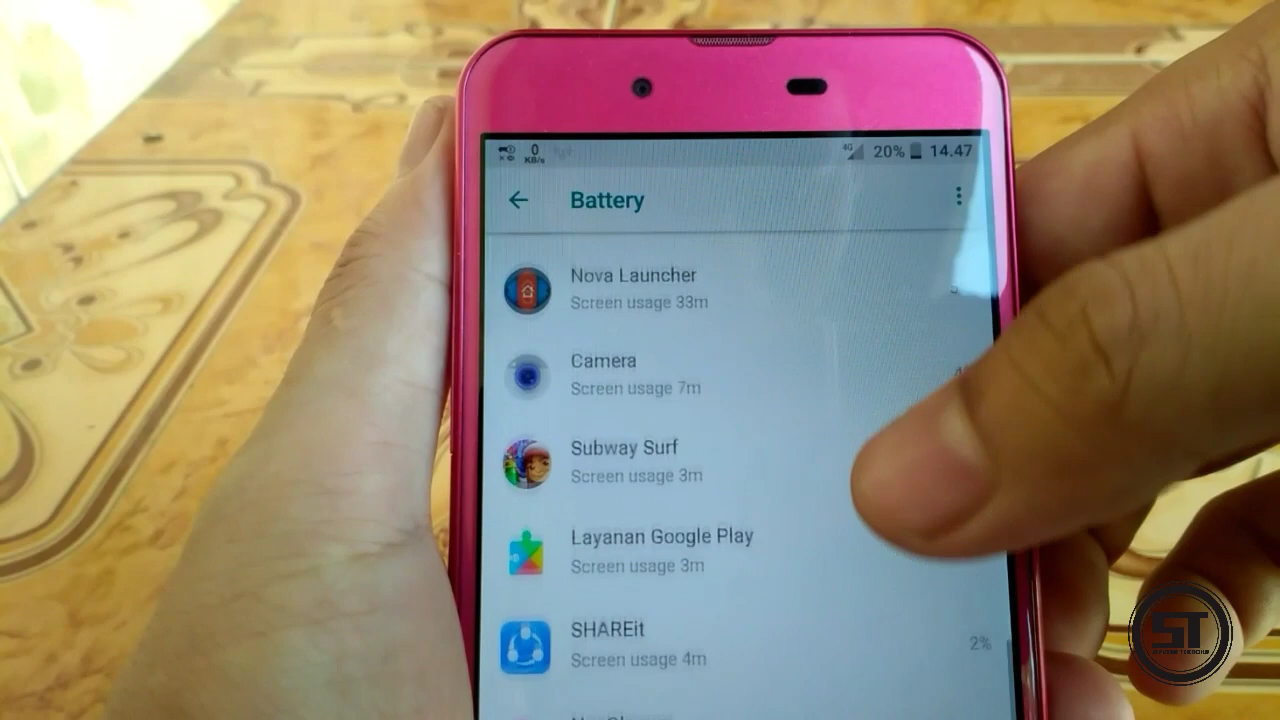 0
KB/s
4G
20%
14.47
Battery
Nova Launcher
Screen usage 33m
Camera
Screen usage 7m
Subway Surf
Screen usage 3m
Layanan Google Play
Screen usage 3m
SHAREit
Screen usage 4m
2%
ST